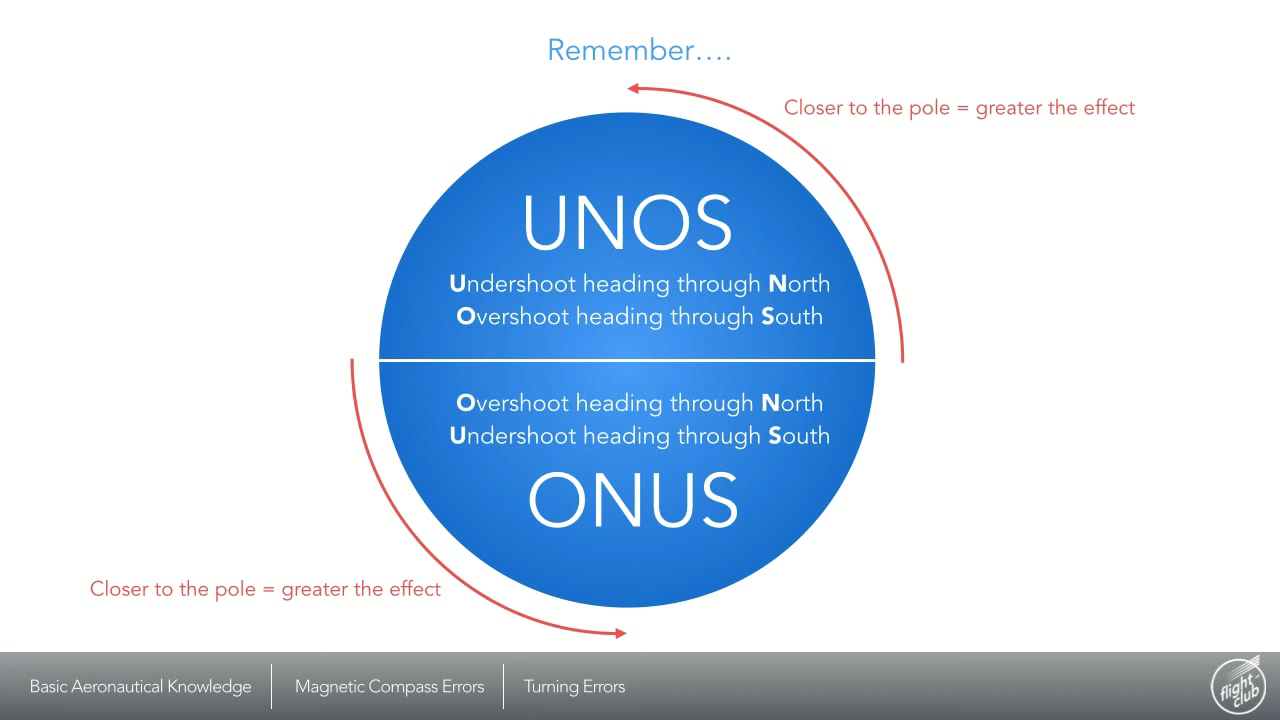 Remember....
Closer to the pole = greater the effect
UNOS
Undershoot heading through North
Overshoot heading through South
Overshoot heading through North
Undershoot heading through South
ONUS
Closer to the pole = greater the effect
Basic Aeronautical Knowledge
Magnetic Compass Errors
Turning Errors
flight-
club